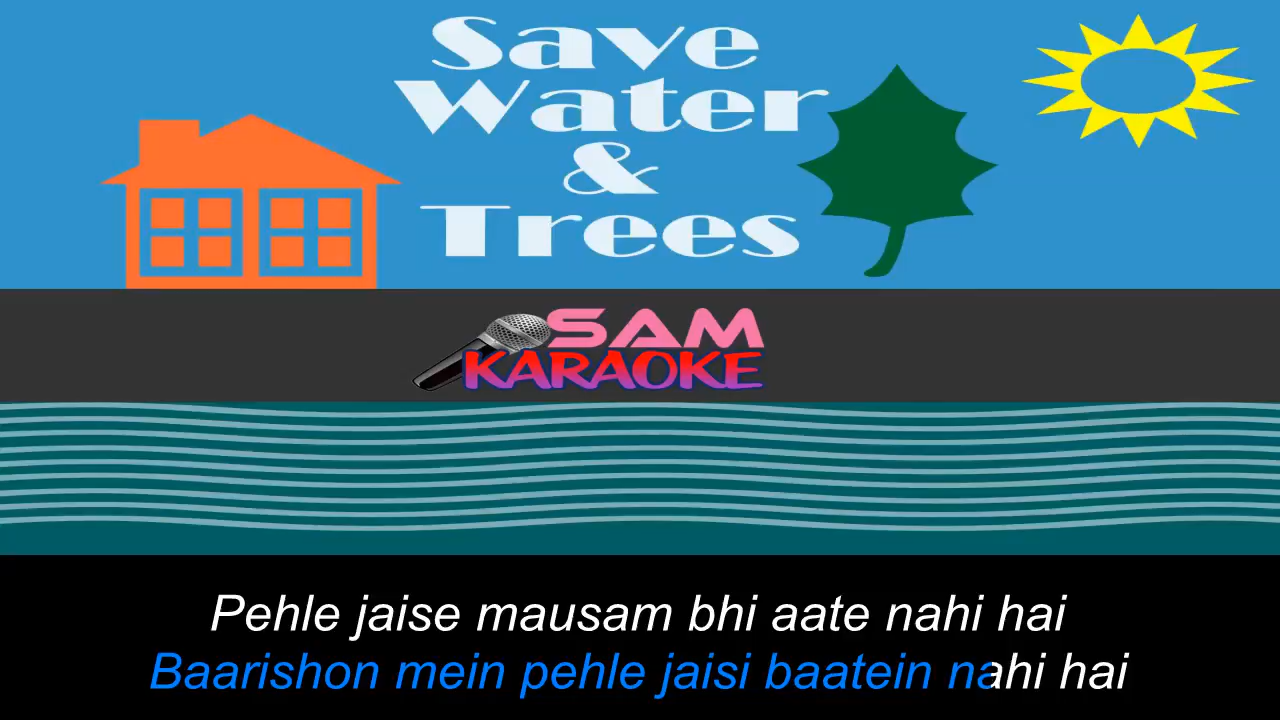 Save
Water
&
Trees
SAM
KARAOKE
Pehle jaise mausam bhi aate nahi hai
Baarishon mein pehle jaisi baatein nahi hai